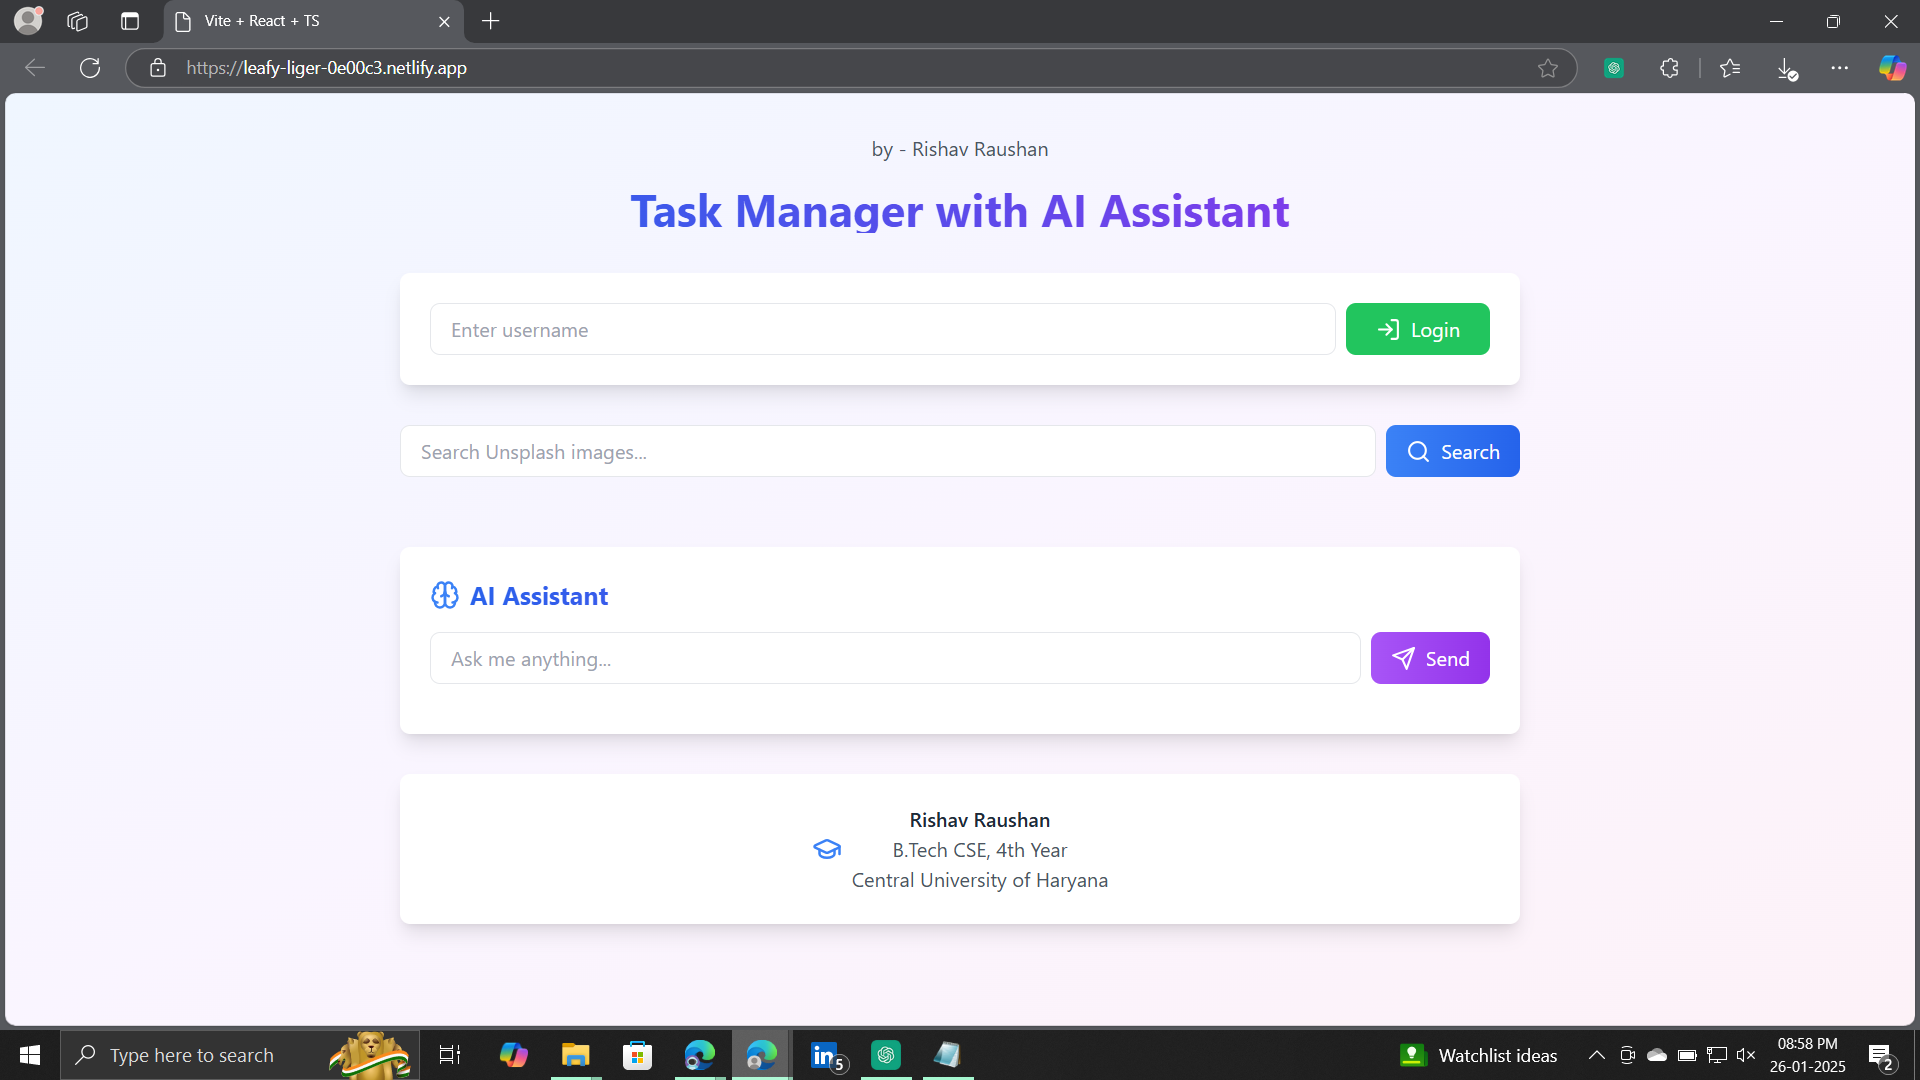 Vite + React + TS
https://leafy-liger-0e00c3.netlify.app
by - Rishav Raushan
Task Manager with AI Assistant
Enter username
Login
Search Unsplash images...
Search
AI Assistant
Ask me anything...
Send
Rishav Raushan
B.Tech CSE, 4th Year
Central University of Haryana
Type here to search
in
5
Watchlist ideas
08:58 PM
26-01-2025
2